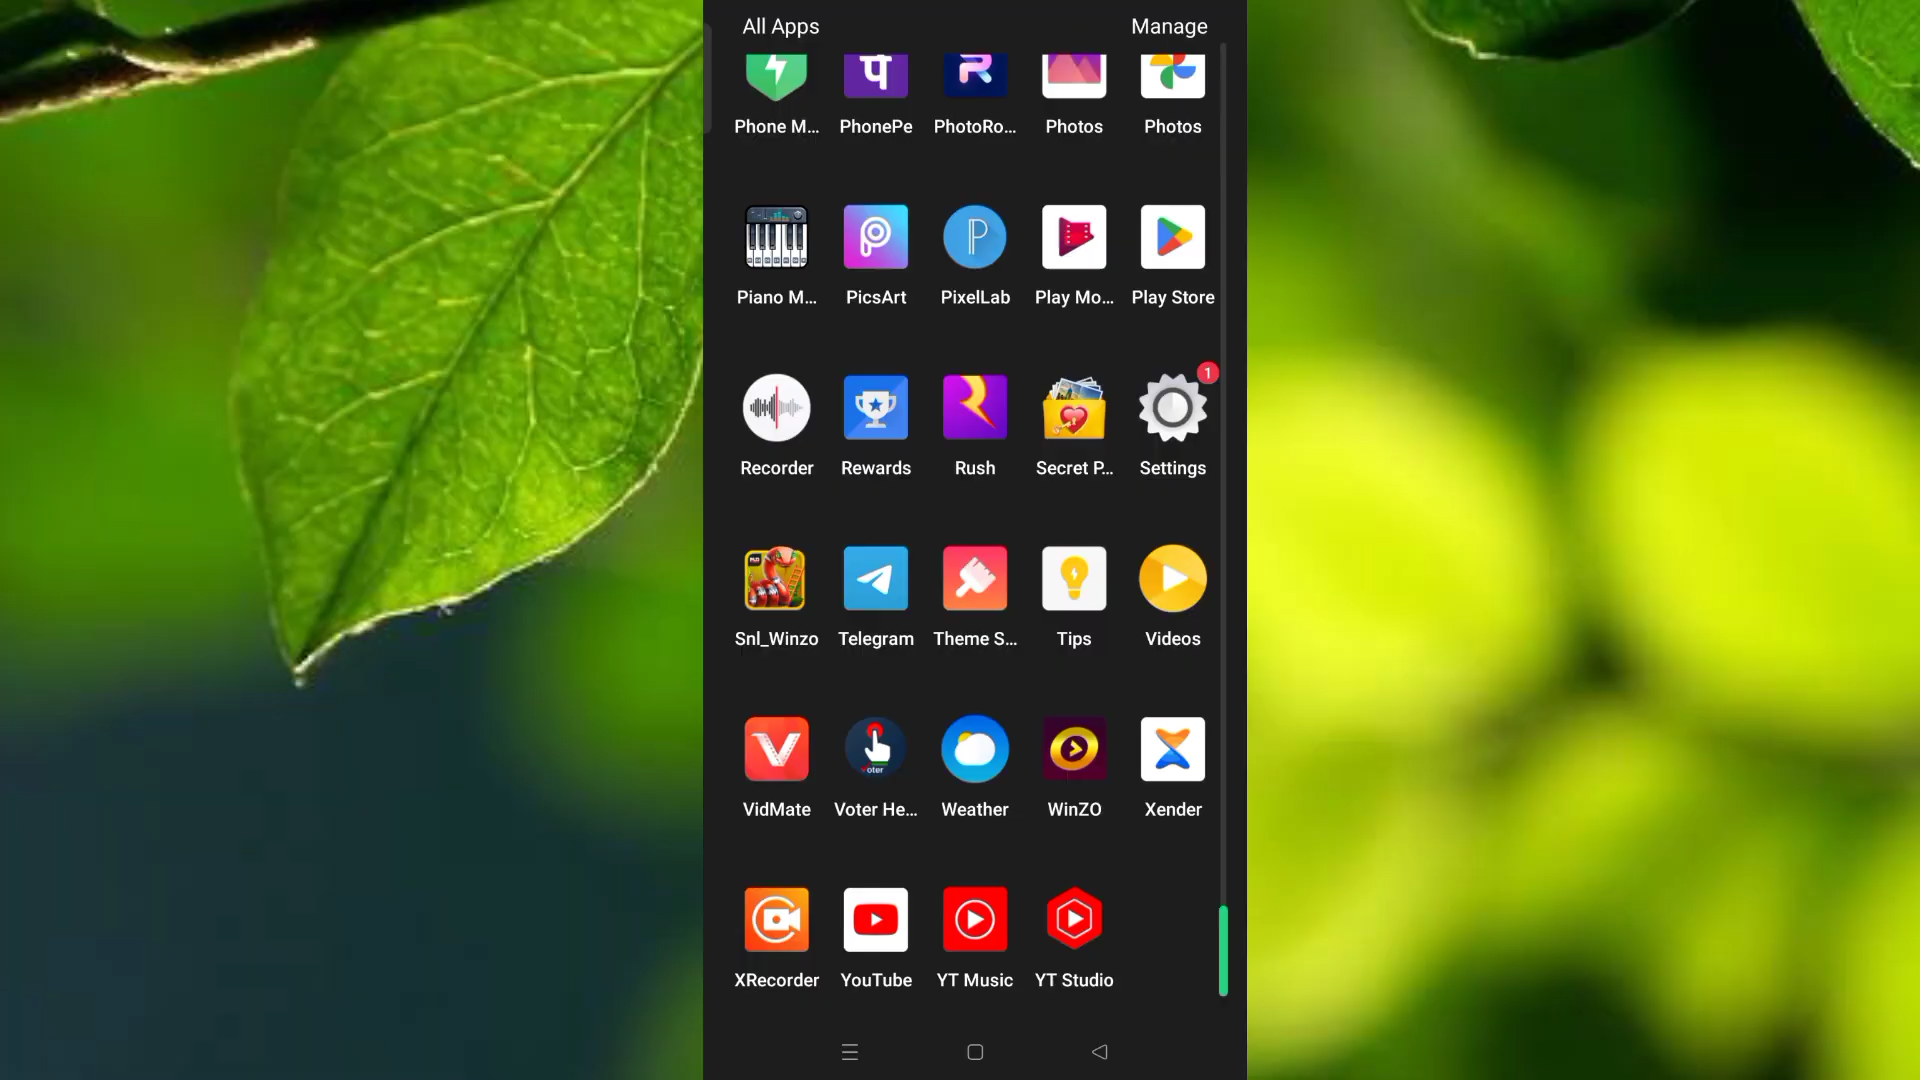 All Apps Manage
Phone M... PhonePe PhotoRo... Photos Photos
Piano M... PicsArt PixelLab Play Mo... Play Store
1
Recorder Rewards Rush Secret P... Settings
Snl_Winzo Telegram Theme S... Tips Videos
VidMate Voter He... Weather WinZO Xender
XRecorder YouTube YT Music YT Studio